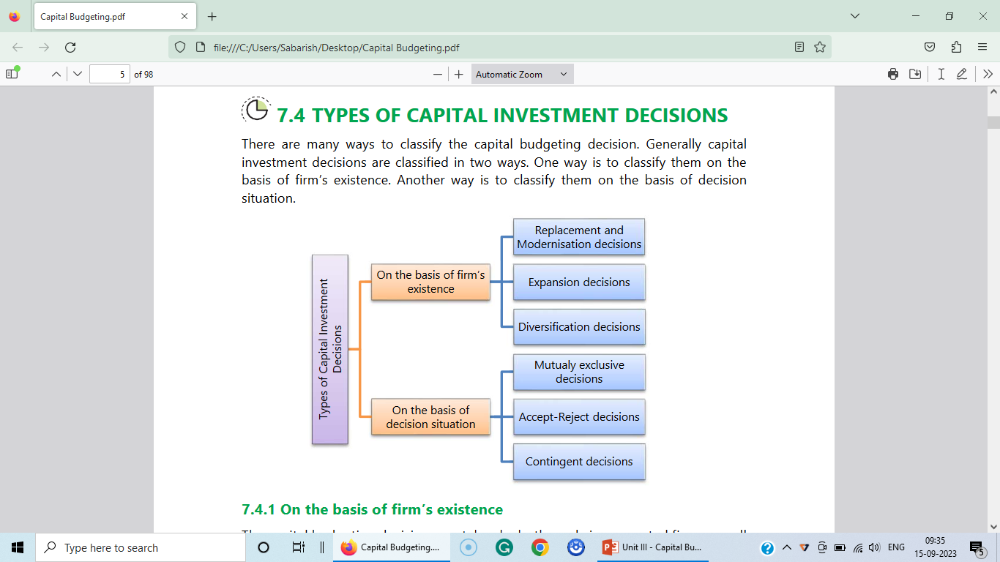 Capital Budgeting.pdf
file:///C:/Users/Sabarish/Desktop/Capital Budgeting.pdf
5 of 98
Automatic Zoom
7.4 TYPES OF CAPITAL INVESTMENT DECISIONS
There are many ways to classify the capital budgeting decision. Generally capital
investment decisions are classified in two ways. One way is to classify them on the
basis of firm's existence. Another way is to classify them on the basis of decision
situation.
Types of Capital Investment
Decisions
On the basis of firm's
existence
Replacement and
Modernisation decisions
Expansion decisions
Diversification decisions
On the basis of
decision situation
Mutualy exclusive
decisions
Accept-Reject decisions
Contingent decisions
7.4.1 On the basis of firm's existence
Type here to search
Capital Budgeting....
Unit III - Capital Bu...
ENG
09:35
15-09-2023
5